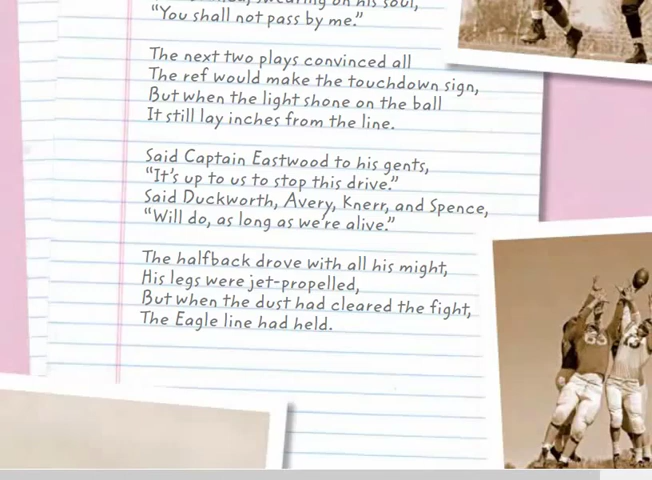 swearing on his soul,
"You shall not pass by me."
The next two plays convinced all
The ref would make the touchdown sign,
But when the light shone on the ball
It still lay inches from the line.
Said Captain Eastwood to his gents,
"It's up to us to stop this drive."
Said Duckworth, Avery, Knerr, and Spence,
"Will do, as long as we're alive."
The halfback drove with all his might,
His legs were jet-propelled,
But when the dust had cleared the fight,
The Eagle line had held.